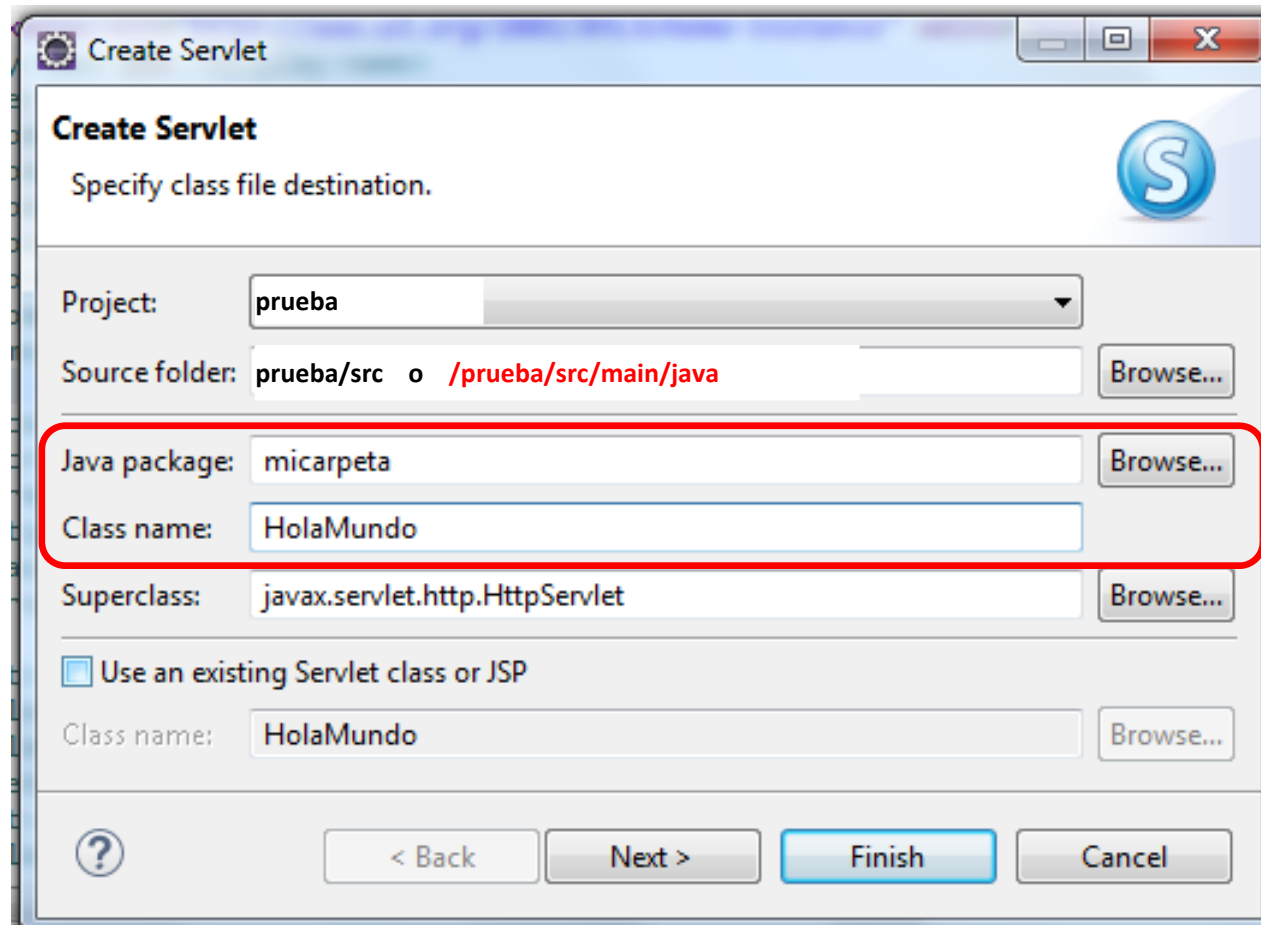 Create Servlet
Create Servlet
Specify class file destination.
Project: prueba
Source folder: prueba/src o /prueba/src/main/java Browse...
Java package: micarpeta Browse...
Class name: HolaMundo
Superclass: javax.servlet.http.HttpServlet Browse...
Use an existing Servlet class or JSP
Class name: HolaMundo Browse...
? < Back Next > Finish Cancel